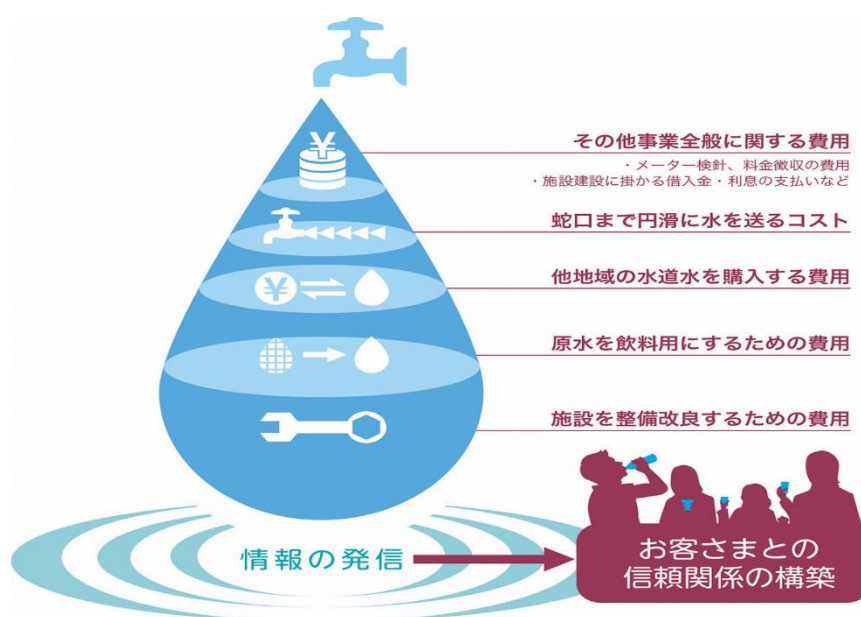 その他事業全般に関する費用
・メーター検針、料金徴収の費用
・施設建設に掛かる借入金・利息の支払いなど
蛇口まで円滑に水を送るコスト
他地域の水道水を購入する費用
原水を飲料用にするための費用
施設を整備改良するための費用
情報の発信
お客さまとの
信頼関係の構築